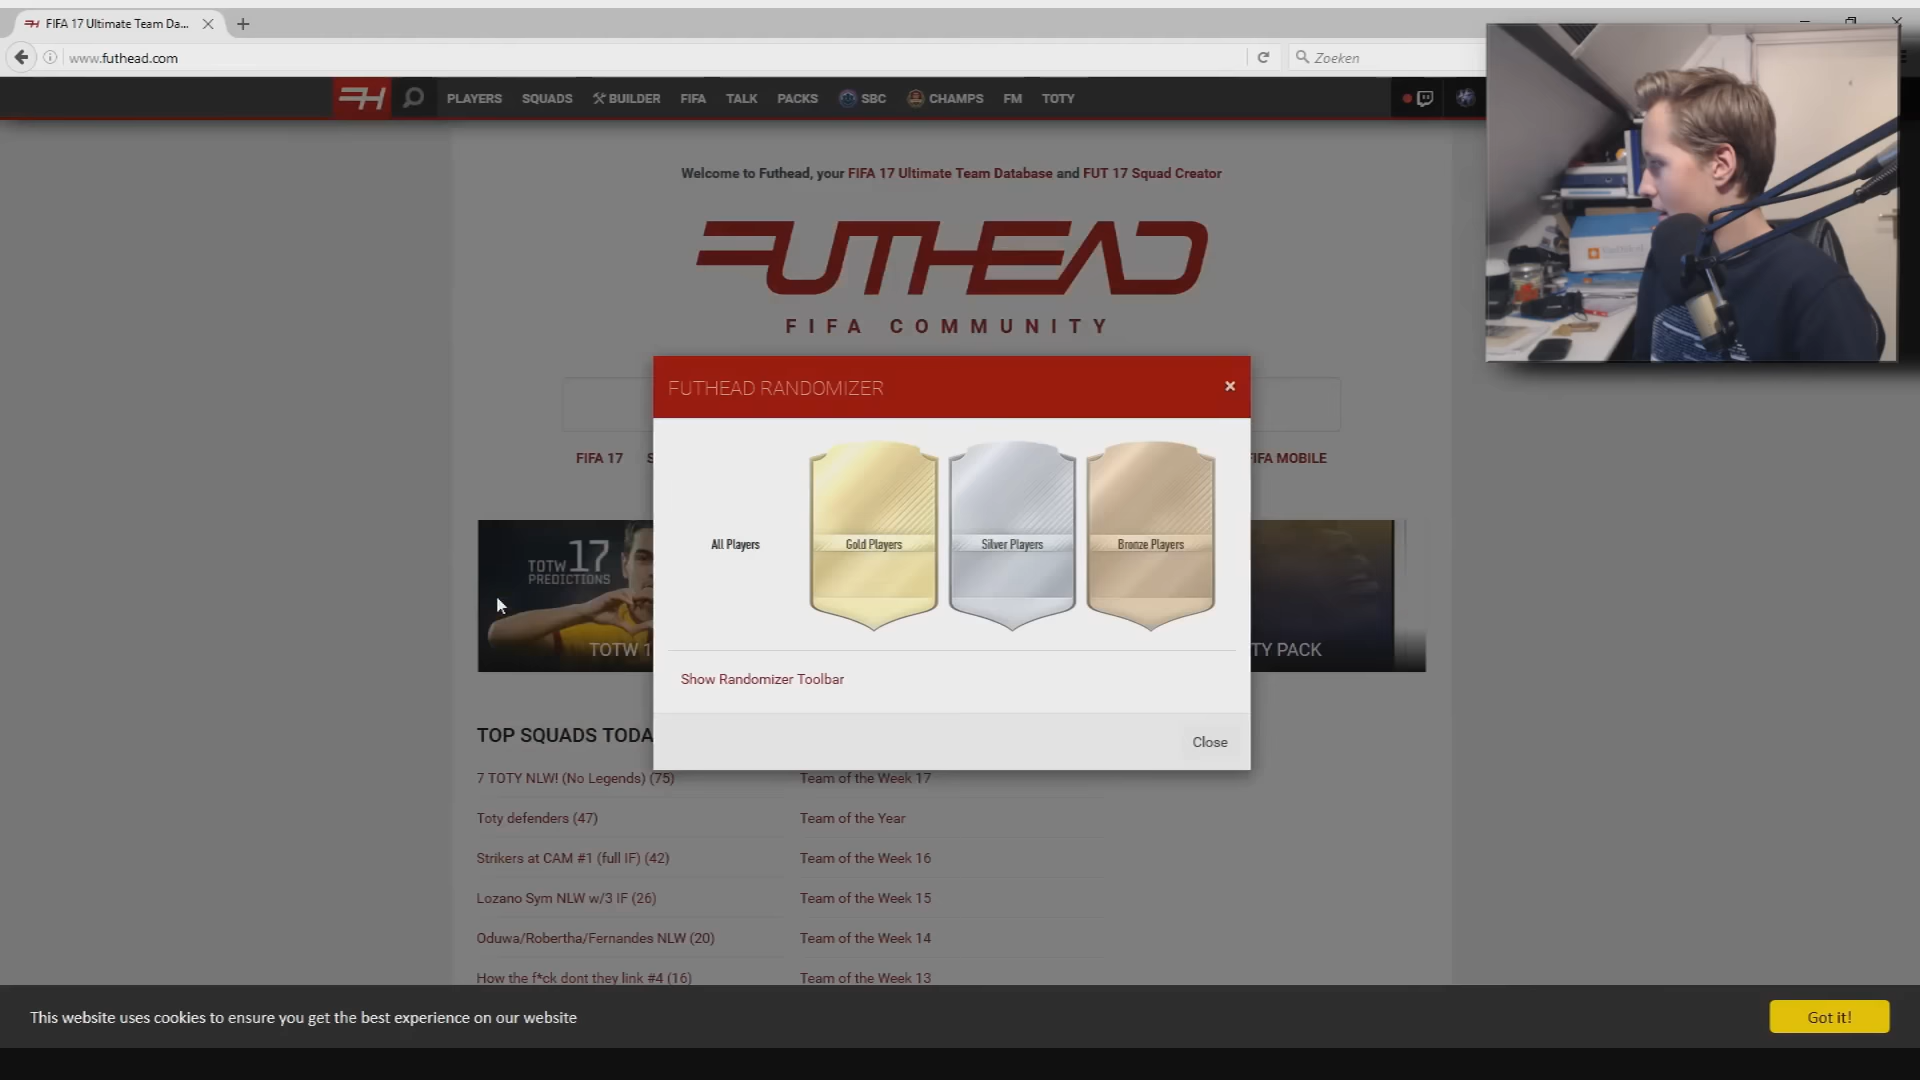 FIFA 17 Ultimate Team Da...
www.futhead.com
Zoeken
PLAYERS SQUADS BUILDER FIFA TALK PACKS SBC CHAMPS FM TOTY
Welcome to Futhead, your FIFA 17 Ultimate Team Database and FUT 17 Squad Creator
FUTHEAD
FIFA COMMUNITY
FUTHEAD RANDOMIZER ×
FIFA 17 S
FIFA MOBILE
All Players
Gold Players
Silver Players
Bronze Players
TOTW 17
PREDICTIONS
TOTW 1
TY PACK
Show Randomizer Toolbar
Close
TOP SQUADS TODA
7 TOTY NLW! (No Legends) (75)
Team of the Week 17
Toty defenders (47)
Team of the Year
Strikers at CAM #1 (full IF) (42)
Team of the Week 16
Lozano Sym NLW w/3 IF (26)
Team of the Week 15
Oduwa/Robertha/Fernandes NLW (20)
Team of the Week 14
How the f*ck dont they link #4 (16)
Team of the Week 13
This website uses cookies to ensure you get the best experience on our website
Got it!